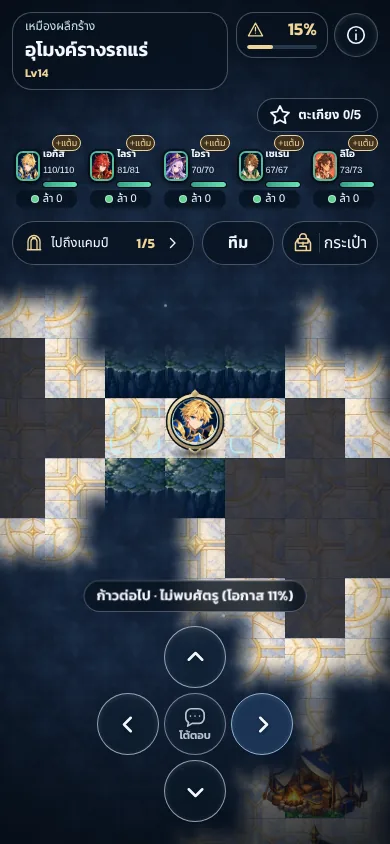 เหมืองผลึกร้าง
อุโมงค์รางรถแร่
Lv14
15%
ตะเกียง 0/5
+แต้ม
+แต้ม
+แต้ม
+แต้ม
+แต้ม
เอกิส
ไลรา
ไอรา
เซเรน
ลีโอ
110/110
81/81
70/70
67/67
73/73
ล้า 0
ล้า 0
ล้า 0
ล้า 0
ล้า 0
ไปถึงแคมป์ 1/5
ทีม
กระเป๋า
ก้าวต่อไป · ไม่พบศัตรู (โอกาส 11%)
โต้ตอบ